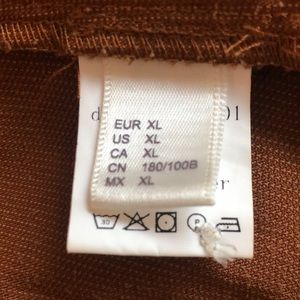 EUR XL
US XL
CA XL
CN 180/100B
MX XL